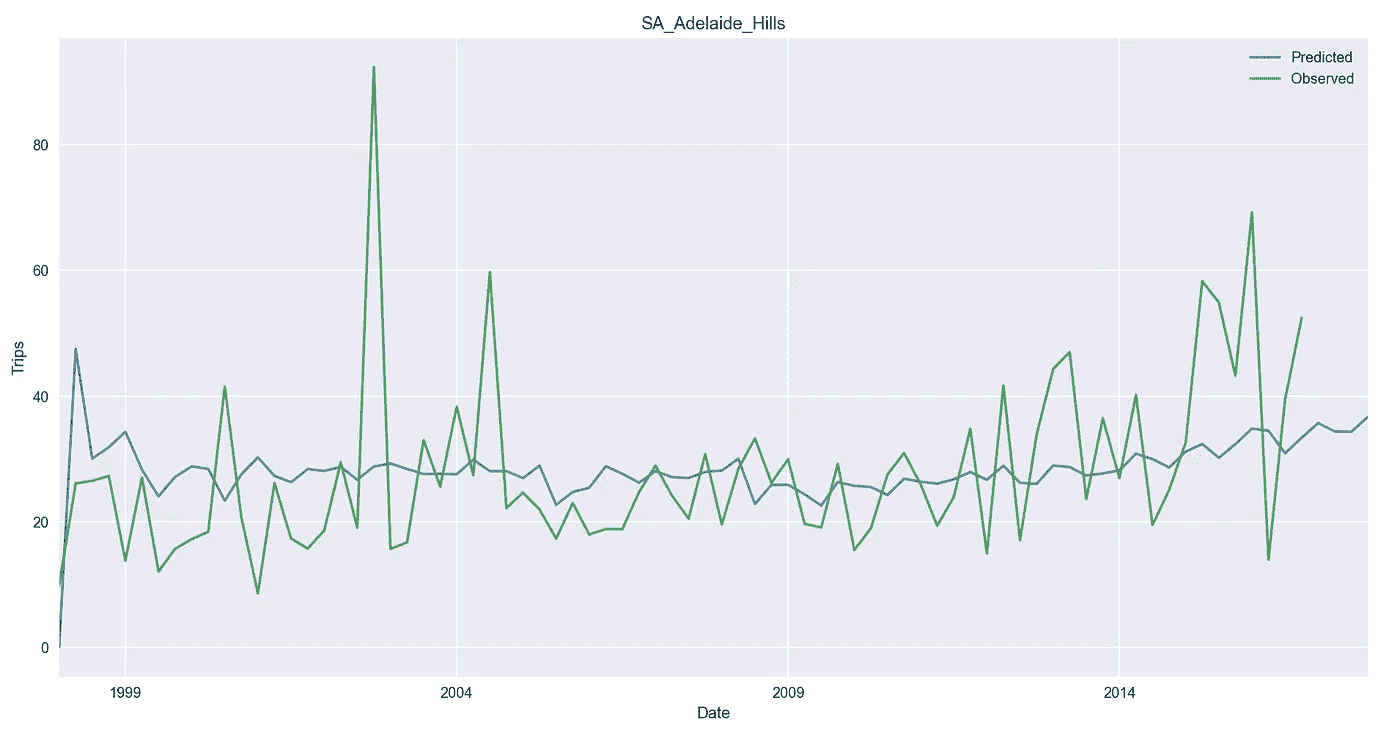 SA_Adelaide_Hills
Predicted
Observed
80
60
40
20
0
Trips
1999 2004 2009 2014
Date